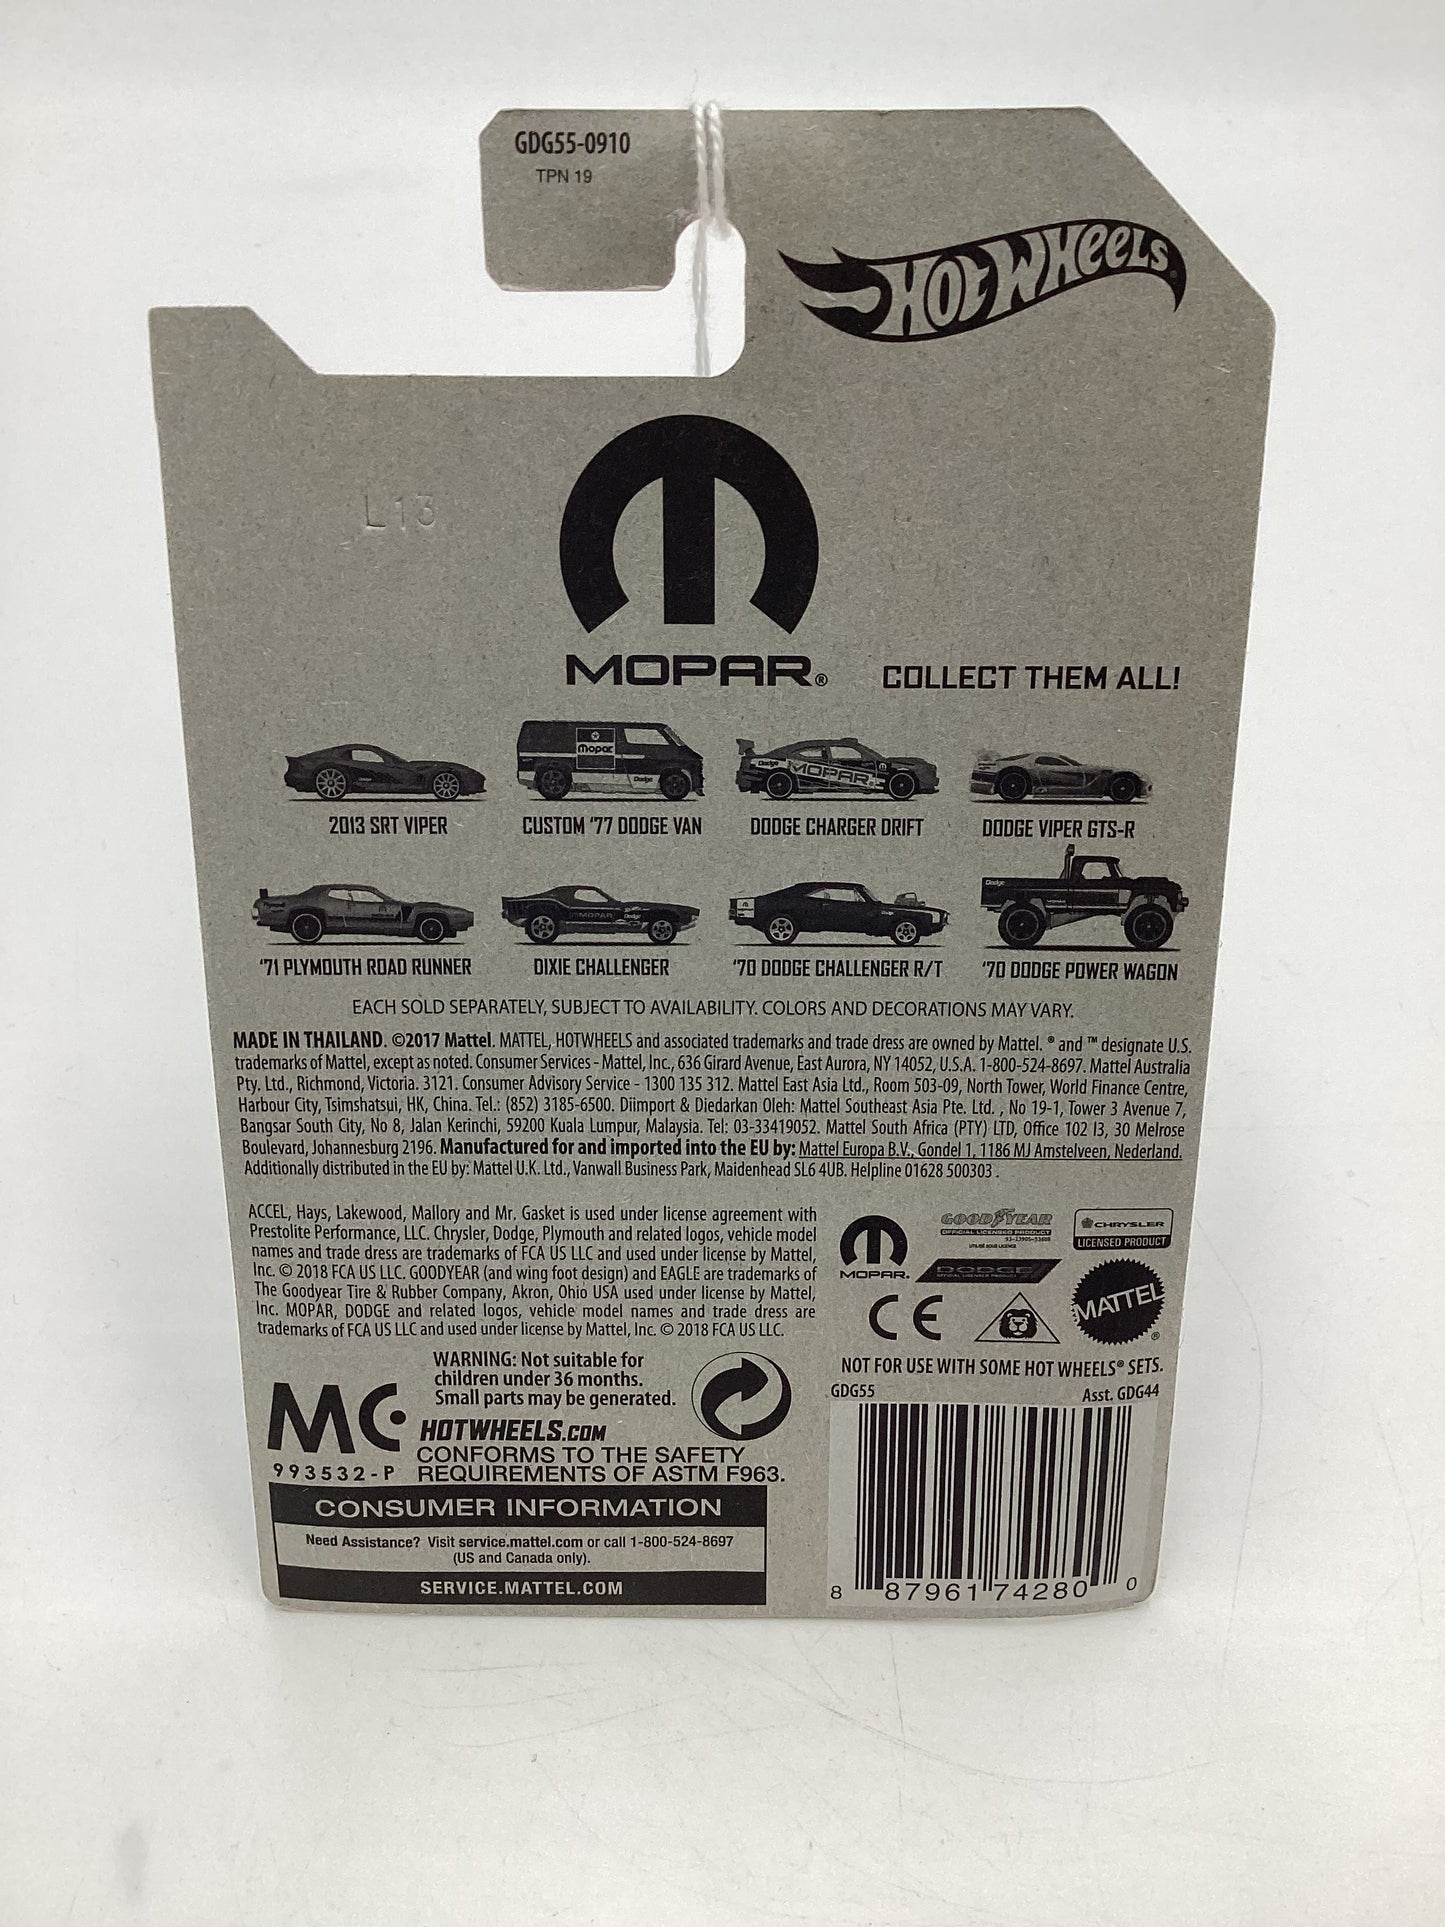 GDG55-0910
TPN 19
HOT WHEELS
L13
MOPAR®
COLLECT THEM ALL!
2013 SRT VIPER
CUSTOM '77 DODGE VAN
DODGE CHARGER DRIFT
DODGE VIPER GTS-R
'71 PLYMOUTH ROAD RUNNER
DIXIE CHALLENGER
'70 DODGE CHALLENGER R/T
'70 DODGE POWER WAGON
EACH SOLD SEPARATELY, SUBJECT TO AVAILABILITY. COLORS AND DECORATIONS MAY VARY.
MADE IN THAILAND. ©2017 Mattel. MATTEL, HOTWHEELS and associated trademarks and trade dress are owned by Mattel. ® and ™ designate U.S.
trademarks of Mattel, except as noted. Consumer Services - Mattel, Inc., 636 Girard Avenue, East Aurora, NY 14052, U.S.A. 1-800-524-8697. Mattel Australia
Pty. Ltd., Richmond, Victoria. 3121. Consumer Advisory Service - 1300 135 312. Mattel East Asia Ltd., Room 503-09, North Tower, World Finance Centre,
Harbour City, Tsimshatsui, HK, China. Tel.: (852) 3185-6500. Diimport & Diedarkan Oleh: Mattel Southeast Asia Pte. Ltd. , No 19-1, Tower 3 Avenue 7,
Bangsar South City, No 8, Jalan Kerinchi, 59200 Kuala Lumpur, Malaysia. Tel: 03-33419052. Mattel South Africa (PTY) LTD, Office 102 I3, 30 Melrose
Boulevard, Johannesburg 2196. Manufactured for and imported into the EU by: Mattel Europa B.V., Gondel 1, 1186 MJ Amstelveen, Nederland.
Additionally distributed in the EU by: Mattel U.K. Ltd., Vanwall Business Park, Maidenhead SL6 4UB. Helpline 01628 500303 .
ACCEL, Hays, Lakewood, Mallory and Mr. Gasket is used under license agreement with
Prestolite Performance, LLC. Chrysler, Dodge, Plymouth and related logos, vehicle model
names and trade dress are trademarks of FCA US LLC and used under license by Mattel,
Inc. © 2018 FCA US LLC. GOODYEAR (and wing foot design) and EAGLE are trademarks of
The Goodyear Tire & Rubber Company, Akron, Ohio USA used under license by Mattel,
Inc. MOPAR, DODGE and related logos, vehicle model names and trade dress are
trademarks of FCA US LLC and used under license by Mattel, Inc. © 2018 FCA US LLC.
MOPAR.
GOODYEAR
OFFICIAL LICENSED PRODUCT
CHRYSLER
LICENSED PRODUCT
DODGE
OFFICIAL LICENSED PRODUCT
CE
MATTEL®
WARNING: Not suitable for
children under 36 months.
Small parts may be generated.
MC
993532-P
HOTWHEELS.COM
CONFORMS TO THE SAFETY
REQUIREMENTS OF ASTM F963.
NOT FOR USE WITH SOME HOT WHEELS® SETS.
GDG55
Asst. GDG44
CONSUMER INFORMATION
Need Assistance? Visit service.mattel.com or call 1-800-524-8697
(US and Canada only).
SERVICE.MATTEL.COM
8 87961 74280 0